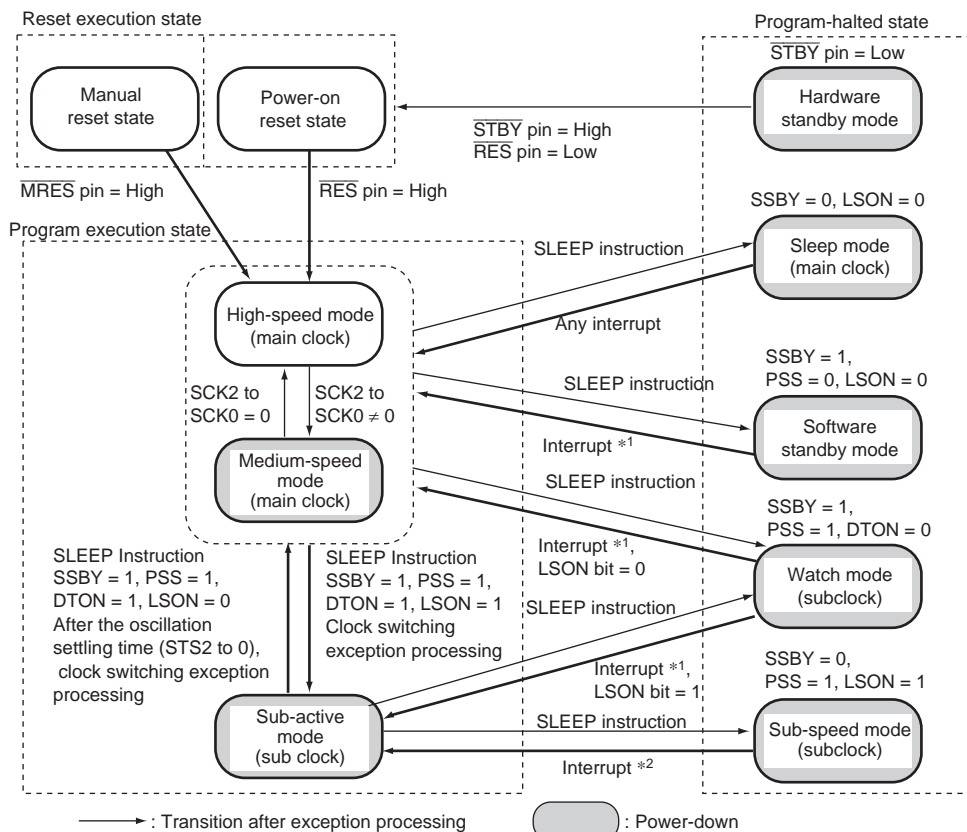 Reset execution state
Program-halted state
STBY pin = Low
Manual
reset state
Power-on
reset state
Hardware
standby mode
STBY pin = High
RES pin = Low
MRES pin = High
RES pin = High
SSBY = 0, LSON = 0
Program execution state
SLEEP instruction
Sleep mode
(main clock)
High-speed mode
(main clock)
Any interrupt
SSBY = 1,
PSS = 0, LSON = 0
SCK2 to
SCK0 = 0
SCK2 to
SCK0 ≠ 0
SLEEP instruction
Software
standby mode
Interrupt *1
Medium-speed
mode
(main clock)
SLEEP instruction
SSBY = 1,
PSS = 1, DTON = 0
SLEEP Instruction
SSBY = 1, PSS = 1,
DTON = 1, LSON = 0
After the oscillation
settling time (STS2 to 0),
clock switching exception
processing
SLEEP Instruction
SSBY = 1, PSS = 1,
DTON = 1, LSON = 1
Clock switching
exception processing
Interrupt *1,
LSON bit = 0
SLEEP instruction
Watch mode
(subclock)
Interrupt *1,
LSON bit = 1
SSBY = 0,
PSS = 1, LSON = 1
Sub-active
mode
(sub clock)
SLEEP instruction
Sub-speed mode
(subclock)
Interrupt *2
: Transition after exception processing
: Power-down